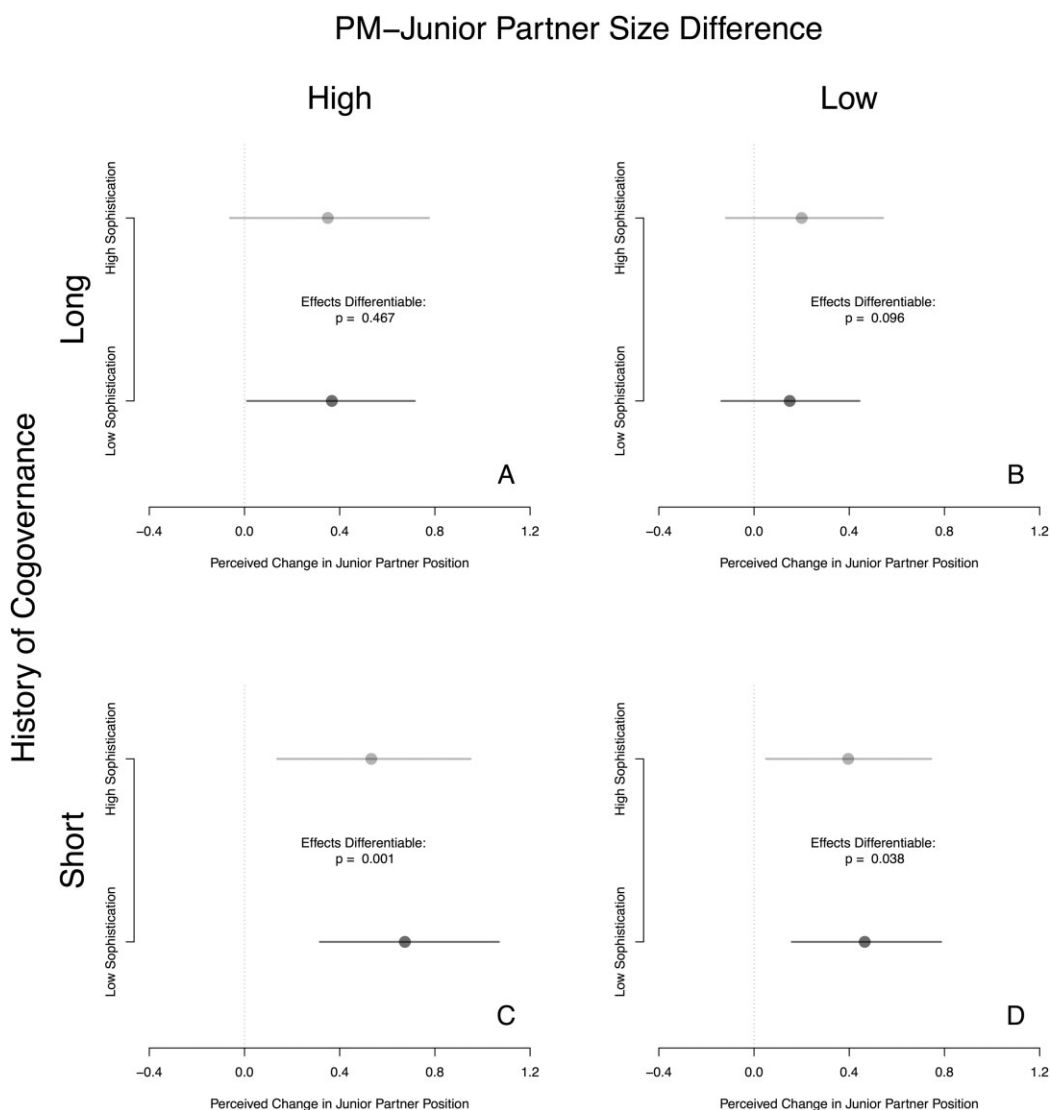 PM−Junior Partner Size Difference
High
Low
History of Cogovernance
Long
High Sophistication
Low Sophistication
Effects Differentiable:
p = 0.467
A
−0.4 0.0 0.4 0.8 1.2
Perceived Change in Junior Partner Position
High Sophistication
Low Sophistication
Effects Differentiable:
p = 0.096
B
−0.4 0.0 0.4 0.8 1.2
Perceived Change in Junior Partner Position
Short
High Sophistication
Low Sophistication
Effects Differentiable:
p = 0.001
C
−0.4 0.0 0.4 0.8 1.2
Perceived Change in Junior Partner Position
High Sophistication
Low Sophistication
Effects Differentiable:
p = 0.038
D
−0.4 0.0 0.4 0.8 1.2
Perceived Change in Junior Partner Position